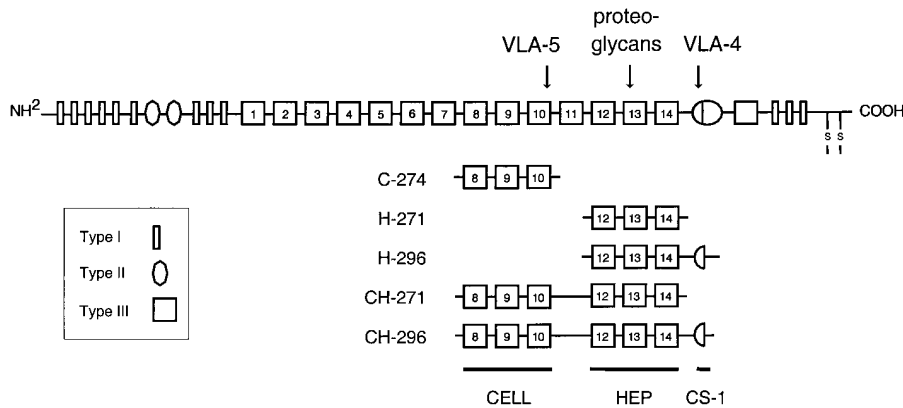 proteo-
VLA-5 glycans VLA-4
NH2 1 2 3 4 5 6 7 8 9 10 11 12 13 14 COOH
S S
C-274 8 9 10
H-271 12 13 14
H-296 12 13 14
CH-271 8 9 10 12 13 14
CH-296 8 9 10 12 13 14
CELL HEP CS-1
Type I
Type II
Type III